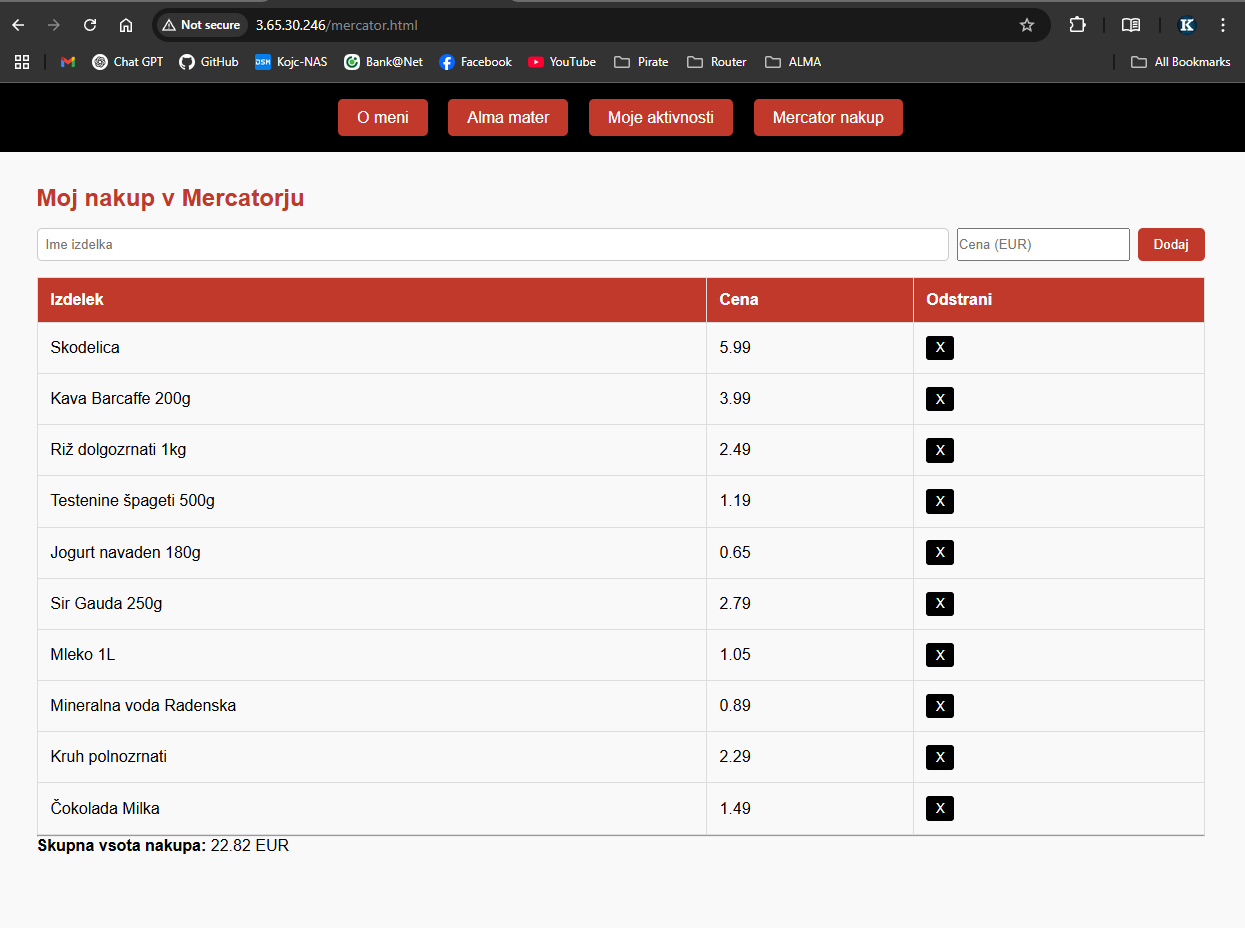 Not secure 3.65.30.246/mercator.html K
Chat GPT GitHub DSM Kojc-NAS Bank@Net Facebook YouTube Pirate Router ALMA All Bookmarks
O meni Alma mater Moje aktivnosti Mercator nakup
Moj nakup v Mercatorju
Ime izdelka Cena (EUR) Dodaj
Izdelek Cena Odstrani
Skodelica 5.99 X
Kava Barcaffe 200g 3.99 X
Riž dolgozrnati 1kg 2.49 X
Testenine špageti 500g 1.19 X
Jogurt navaden 180g 0.65 X
Sir Gauda 250g 2.79 X
Mleko 1L 1.05 X
Mineralna voda Radenska 0.89 X
Kruh polnozrnati 2.29 X
Čokolada Milka 1.49 X
Skupna vsota nakupa: 22.82 EUR